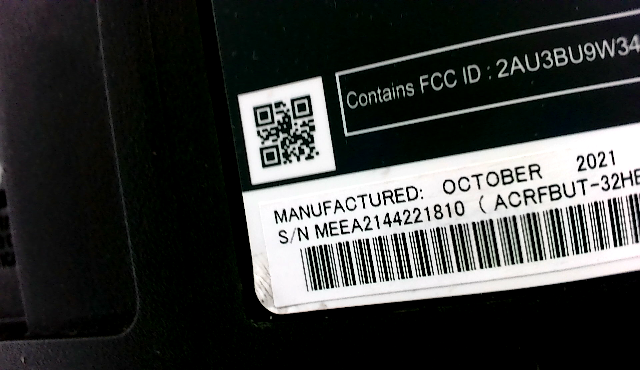 Contains FCC ID : 2AU3BU9W34
MANUFACTURED: OCTOBER 2021
S/N MEEA2144221810 ( ACRFBUT-32HE